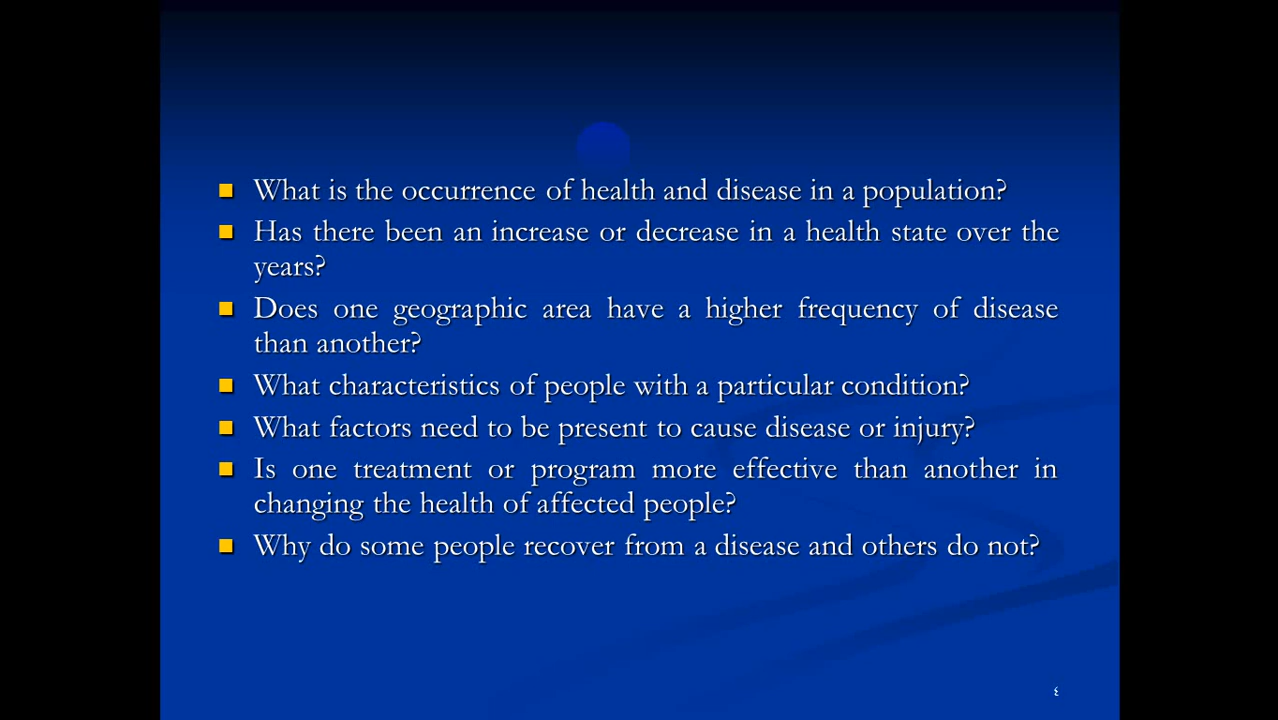 What is the occurrence of health and disease in a population?
Has there been an increase or decrease in a health state over the
years?
Does one geographic area have a higher frequency of disease
than another?
What characteristics of people with a particular condition?
What factors need to be present to cause disease or injury?
Is one treatment or program more effective than another in
changing the health of affected people?
Why do some people recover from a disease and others do not?
٤